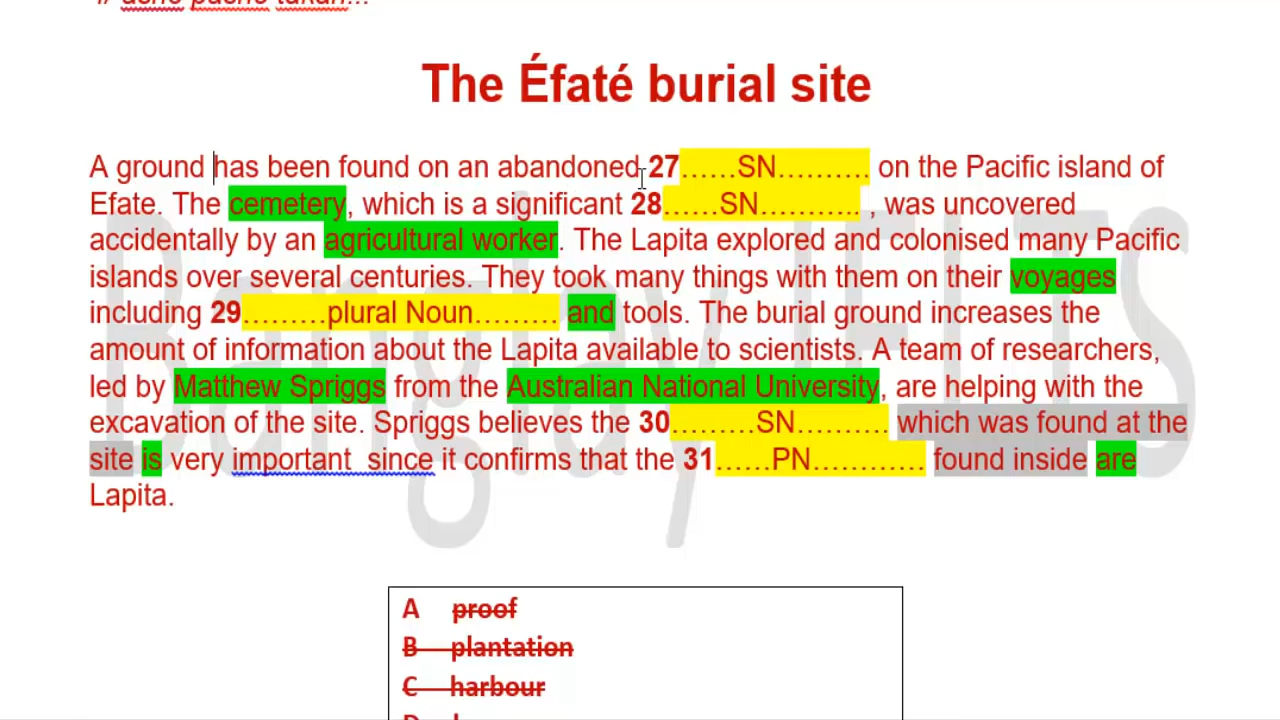 The Éfaté burial site
A ground has been found on an abandoned 27……SN………. on the Pacific island of
Efate. The cemetery, which is a significant 28……SN……….. , was uncovered
accidentally by an agricultural worker. The Lapita explored and colonised many Pacific
islands over several centuries. They took many things with them on their voyages
including 29………plural Noun……… and tools. The burial ground increases the
amount of information about the Lapita available to scientists. A team of researchers,
led by Matthew Spriggs from the Australian National University, are helping with the
excavation of the site. Spriggs believes the 30………SN………. which was found at the
site is very important since it confirms that the 31……PN………… found inside are
Lapita.
Banglay IELTS
A proof
B plantation
C harbour